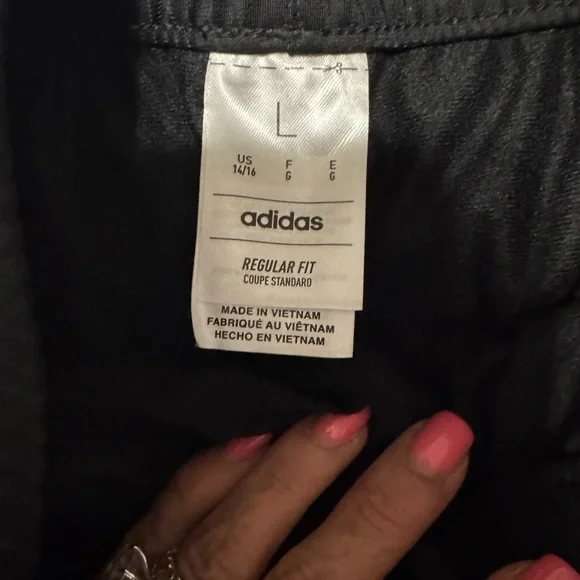 L
US F E
14/16 G G
adidas
REGULAR FIT
COUPE STANDARD
MADE IN VIETNAM
FABRIQUÉ AU VIÊTNAM
HECHO EN VIETNAM